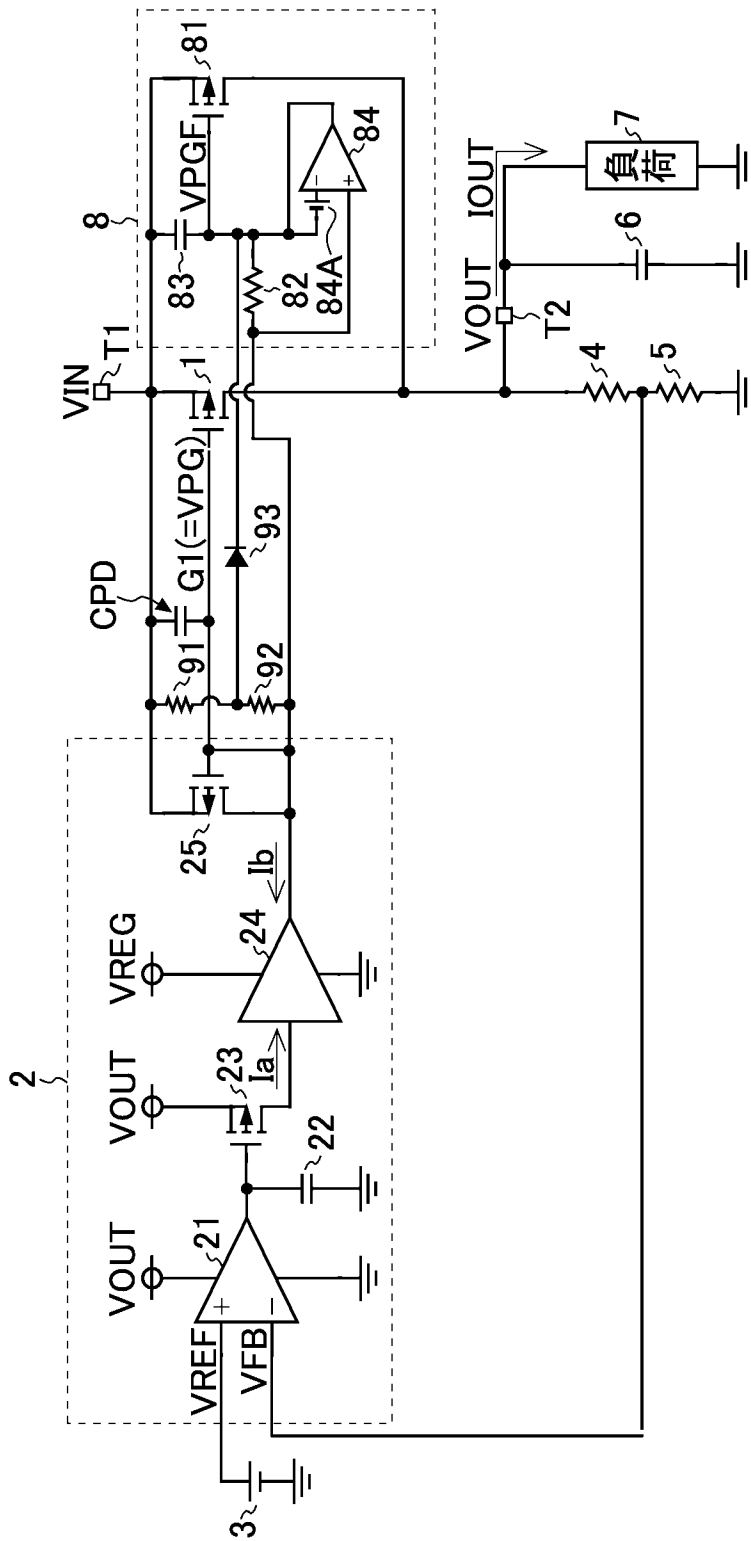 2
VOUT
VOUT
VREG
CPD
VIN
T1
8
3
VREF
VFB
+
−
21
22
23
Ia
24
Ib
25
91
92
93
G1(=VPG)
1
83
VPGF
81
82
84A
84
−
+
VOUT
IOUT
T2
4
5
6
7
負荷